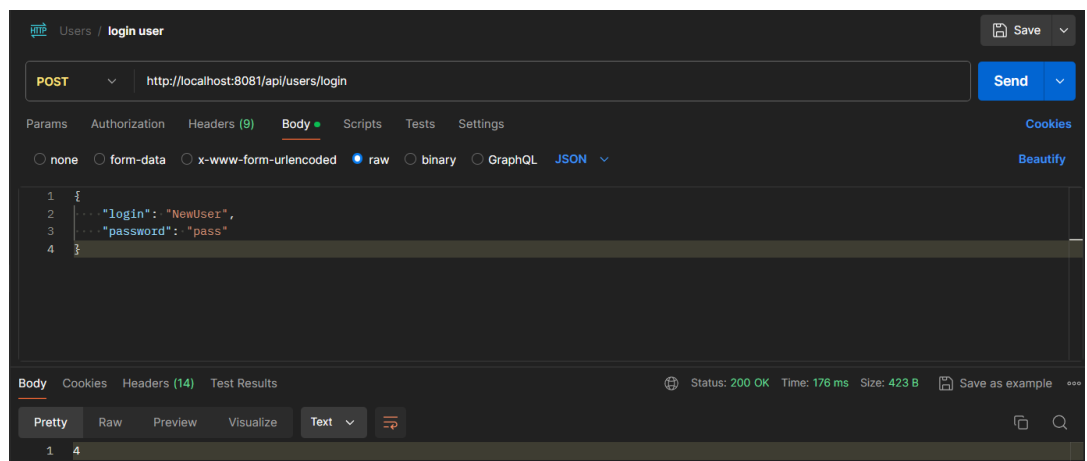 HTTP Users / login user Save
POST http://localhost:8081/api/users/login Send
Params Authorization Headers (9) Body Scripts Tests Settings Cookies
none form-data x-www-form-urlencoded raw binary GraphQL JSON Beautify
1 {
2 "login": "NewUser",
3 "password": "pass"
4 }
Body Cookies Headers (14) Test Results Status: 200 OK Time: 176 ms Size: 423 B Save as example
Pretty Raw Preview Visualize Text
1 4